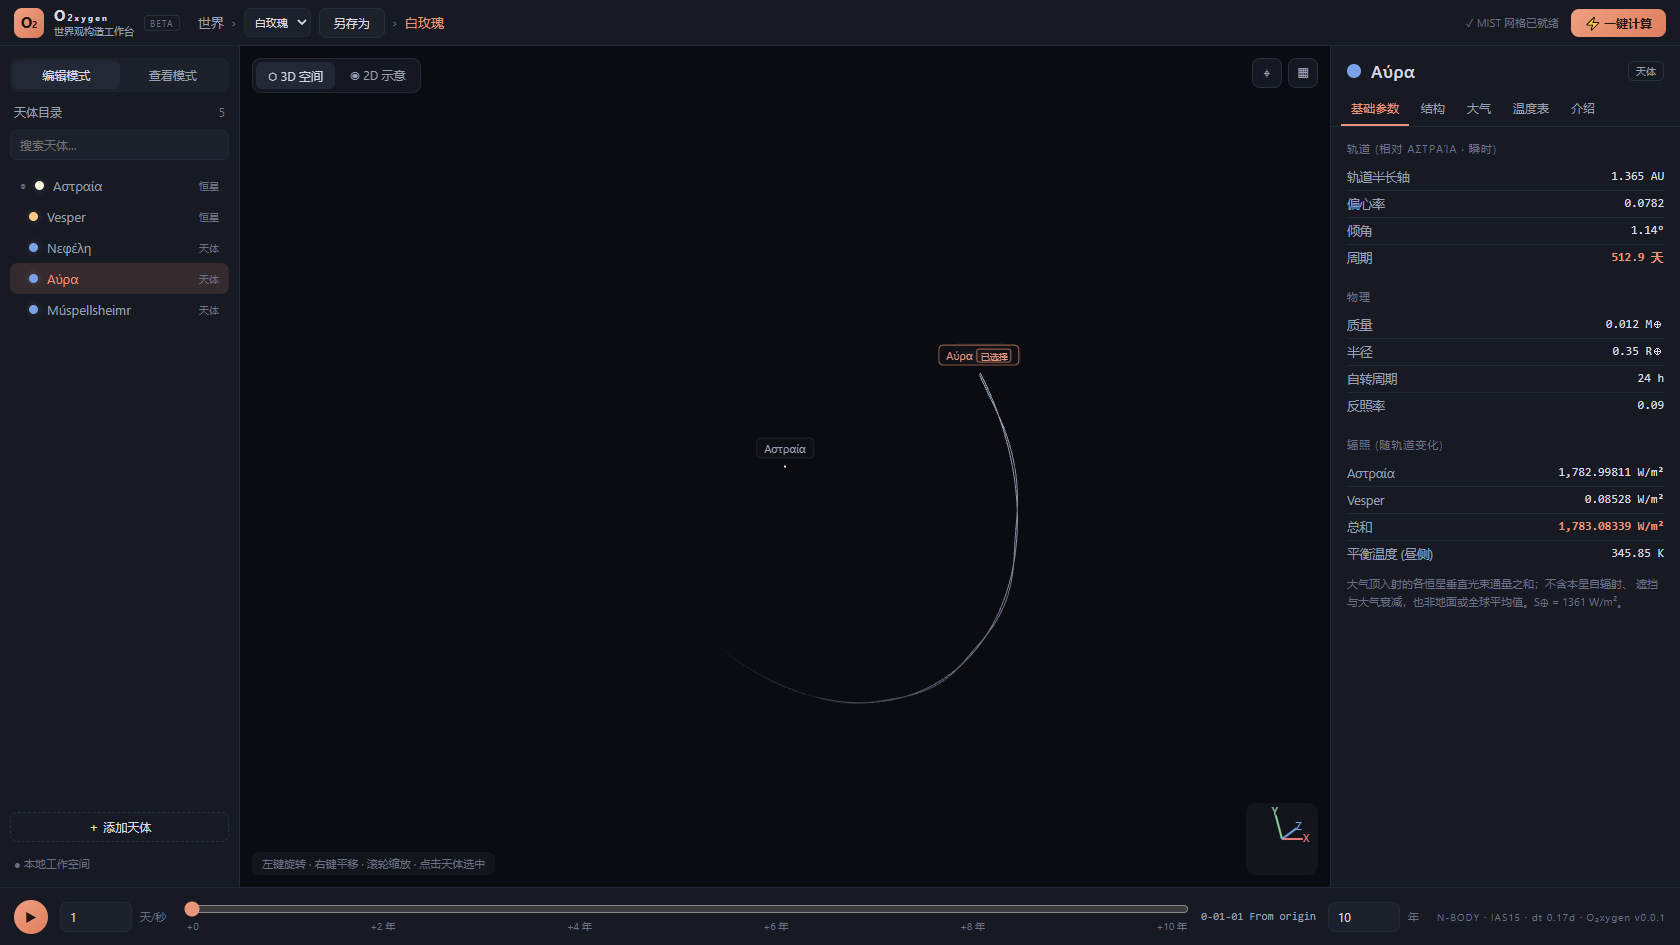 O₂
O₂xygen
世界观构造工作台
BETA
世界 ›
白玫瑰
另存为
› 白玫瑰
✓ MIST 网格已就绪
⚡ 一键计算
编辑模式
查看模式
天体目录
5
搜索天体...
Αστραία 恒星
Vesper 恒星
Νεφέλη 天体
Αύρα 天体
Múspellsheimr 天体
+ 添加天体
本地工作空间
3D 空间
2D 示意
Αύρα 已选择
Αστραία
左键旋转 · 右键平移 · 滚轮缩放 · 点击天体选中
Y
Z
X
Αύρα
天体
基础参数 结构 大气 温度表 介绍
轨道 (相对 ΑΣΤΡΑΊΑ · 瞬时)
轨道半长轴 1.365 AU
偏心率 0.0782
倾角 1.14°
周期 512.9 天
物理
质量 0.012 M⊕
半径 0.35 R⊕
自转周期 24 h
反照率 0.09
辐照 (随轨道变化)
Αστραία 1,782.99811 W/m²
Vesper 0.08528 W/m²
总和 1,783.08339 W/m²
平衡温度 (昼侧) 345.85 K
大气顶入射的各恒星垂直光束通量之和；不含本星自辐射、 遮挡
与大气衰减，也非地面或全球平均值。S⊕ = 1361 W/m²。
1 天/秒
+0 +2 年 +4 年 +6 年 +8 年 +10 年
0-01-01 From origin
10 年
N-BODY · IAS15 · dt 0.17d · O₂xygen v0.0.1